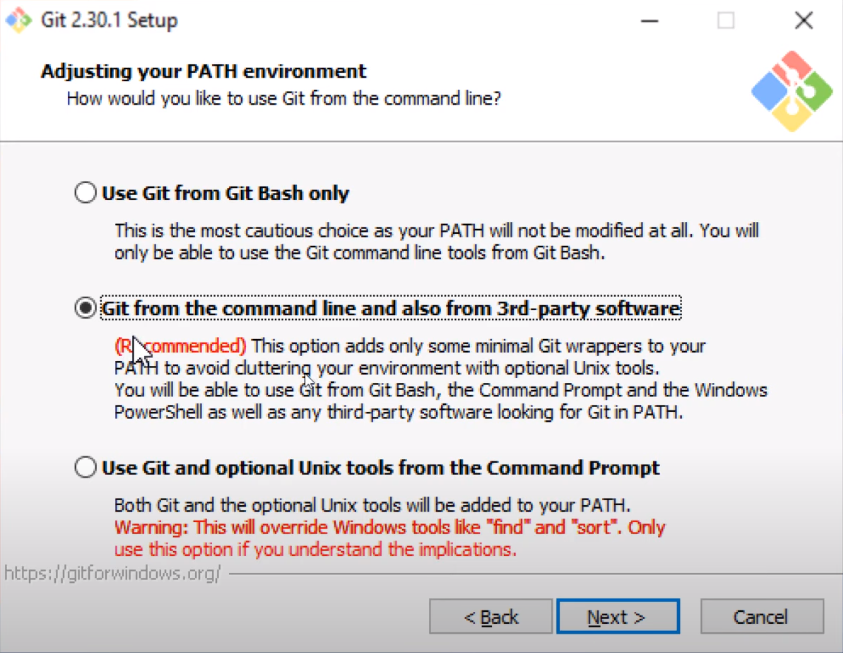 Git 2.30.1 Setup
Adjusting your PATH environment
How would you like to use Git from the command line?
Use Git from Git Bash only
This is the most cautious choice as your PATH will not be modified at all. You will
only be able to use the Git command line tools from Git Bash.
Git from the command line and also from 3rd-party software
(Recommended) This option adds only some minimal Git wrappers to your
PATH to avoid cluttering your environment with optional Unix tools.
You will be able to use Git from Git Bash, the Command Prompt and the Windows
PowerShell as well as any third-party software looking for Git in PATH.
Use Git and optional Unix tools from the Command Prompt
Both Git and the optional Unix tools will be added to your PATH.
Warning: This will override Windows tools like "find" and "sort". Only
use this option if you understand the implications.
https://gitforwindows.org/
< Back Next > Cancel